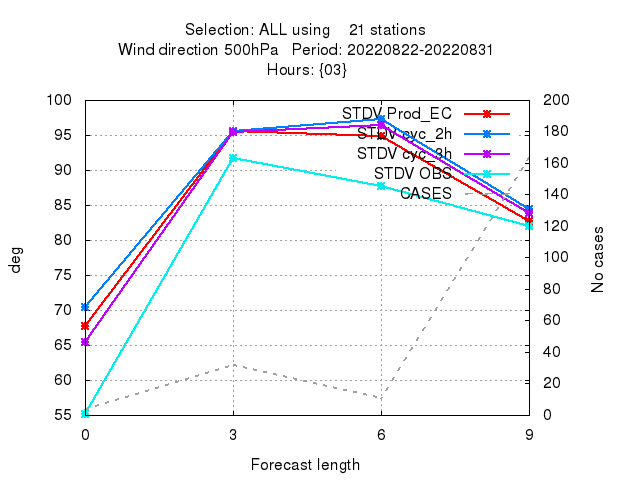 Selection: ALL using    21 stations
Wind direction 500hPa   Period: 20220822-20220831
Hours: {03}
100
95
90
85
80
75
70
65
60
55
deg
200
180
160
140
120
100
80
60
40
20
0
No cases
STDV Prod_EC
STDV cyc_2h
STDV cyc_3h
STDV OBS
CASES
0 3 6 9
Forecast length